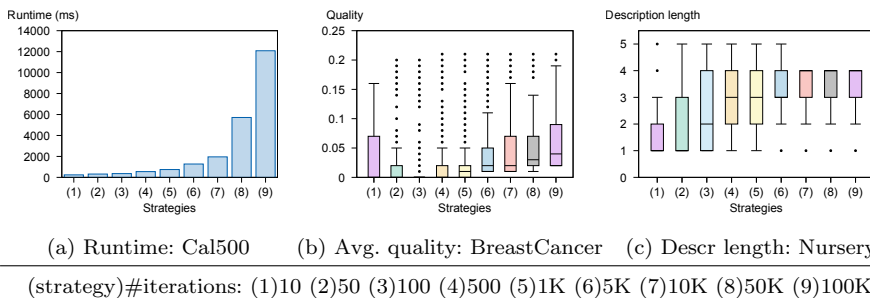 Runtime (ms)
14000
12000
10000
8000
6000
4000
2000
0
(1) (2) (3) (4) (5) (6) (7) (8) (9)
Strategies
Quality
0.25
0.2
0.15
0.1
0.05
0
(1) (2) (3) (4) (5) (6) (7) (8) (9)
Strategies
Description length
5
4
3
2
1
0
(1) (2) (3) (4) (5) (6) (7) (8) (9)
Strategies
(a) Runtime: Cal500
(b) Avg. quality: BreastCancer
(c) Descr length: Nursery
(strategy)#iterations: (1)10 (2)50 (3)100 (4)500 (5)1K (6)5K (7)10K (8)50K (9)100K